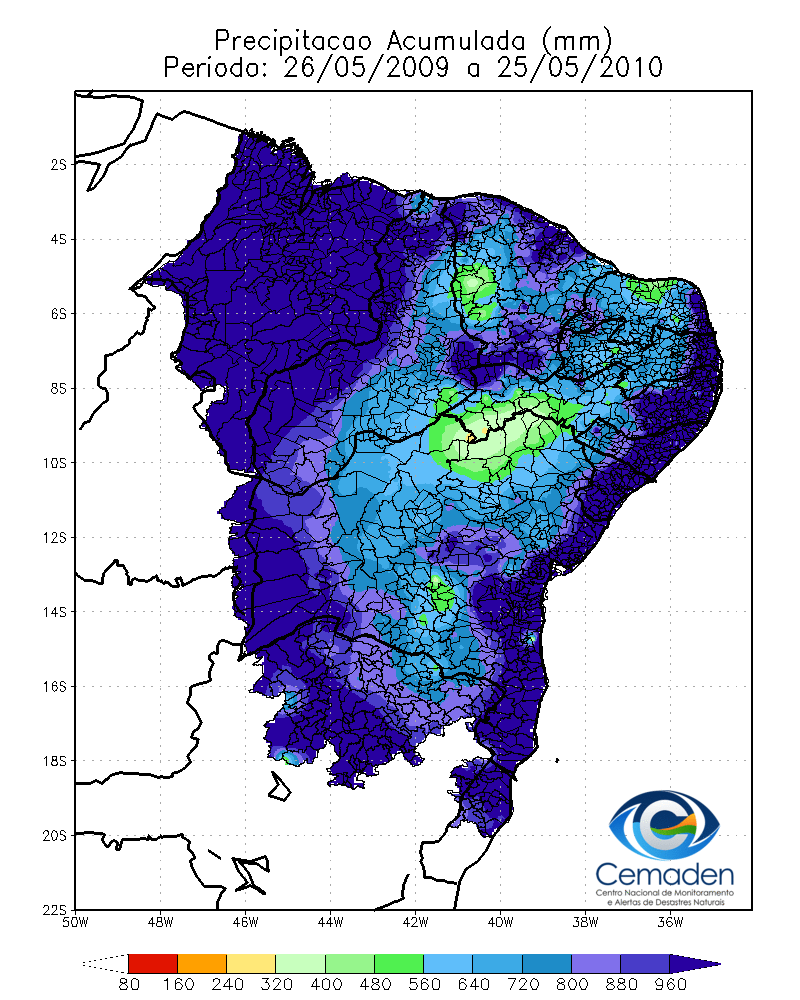 Precipitacao Acumulada (mm)
Periodo: 26/05/2009 a 25/05/2010
2S
4S
6S
8S
10S
12S
14S
16S
18S
20S
22S
50W 48W 46W 44W 42W 40W 38W 36W
Cemaden
Centro Nacional de Monitoramento
e Alertas de Desastres Naturais
80 160 240 320 400 480 560 640 720 800 880 960